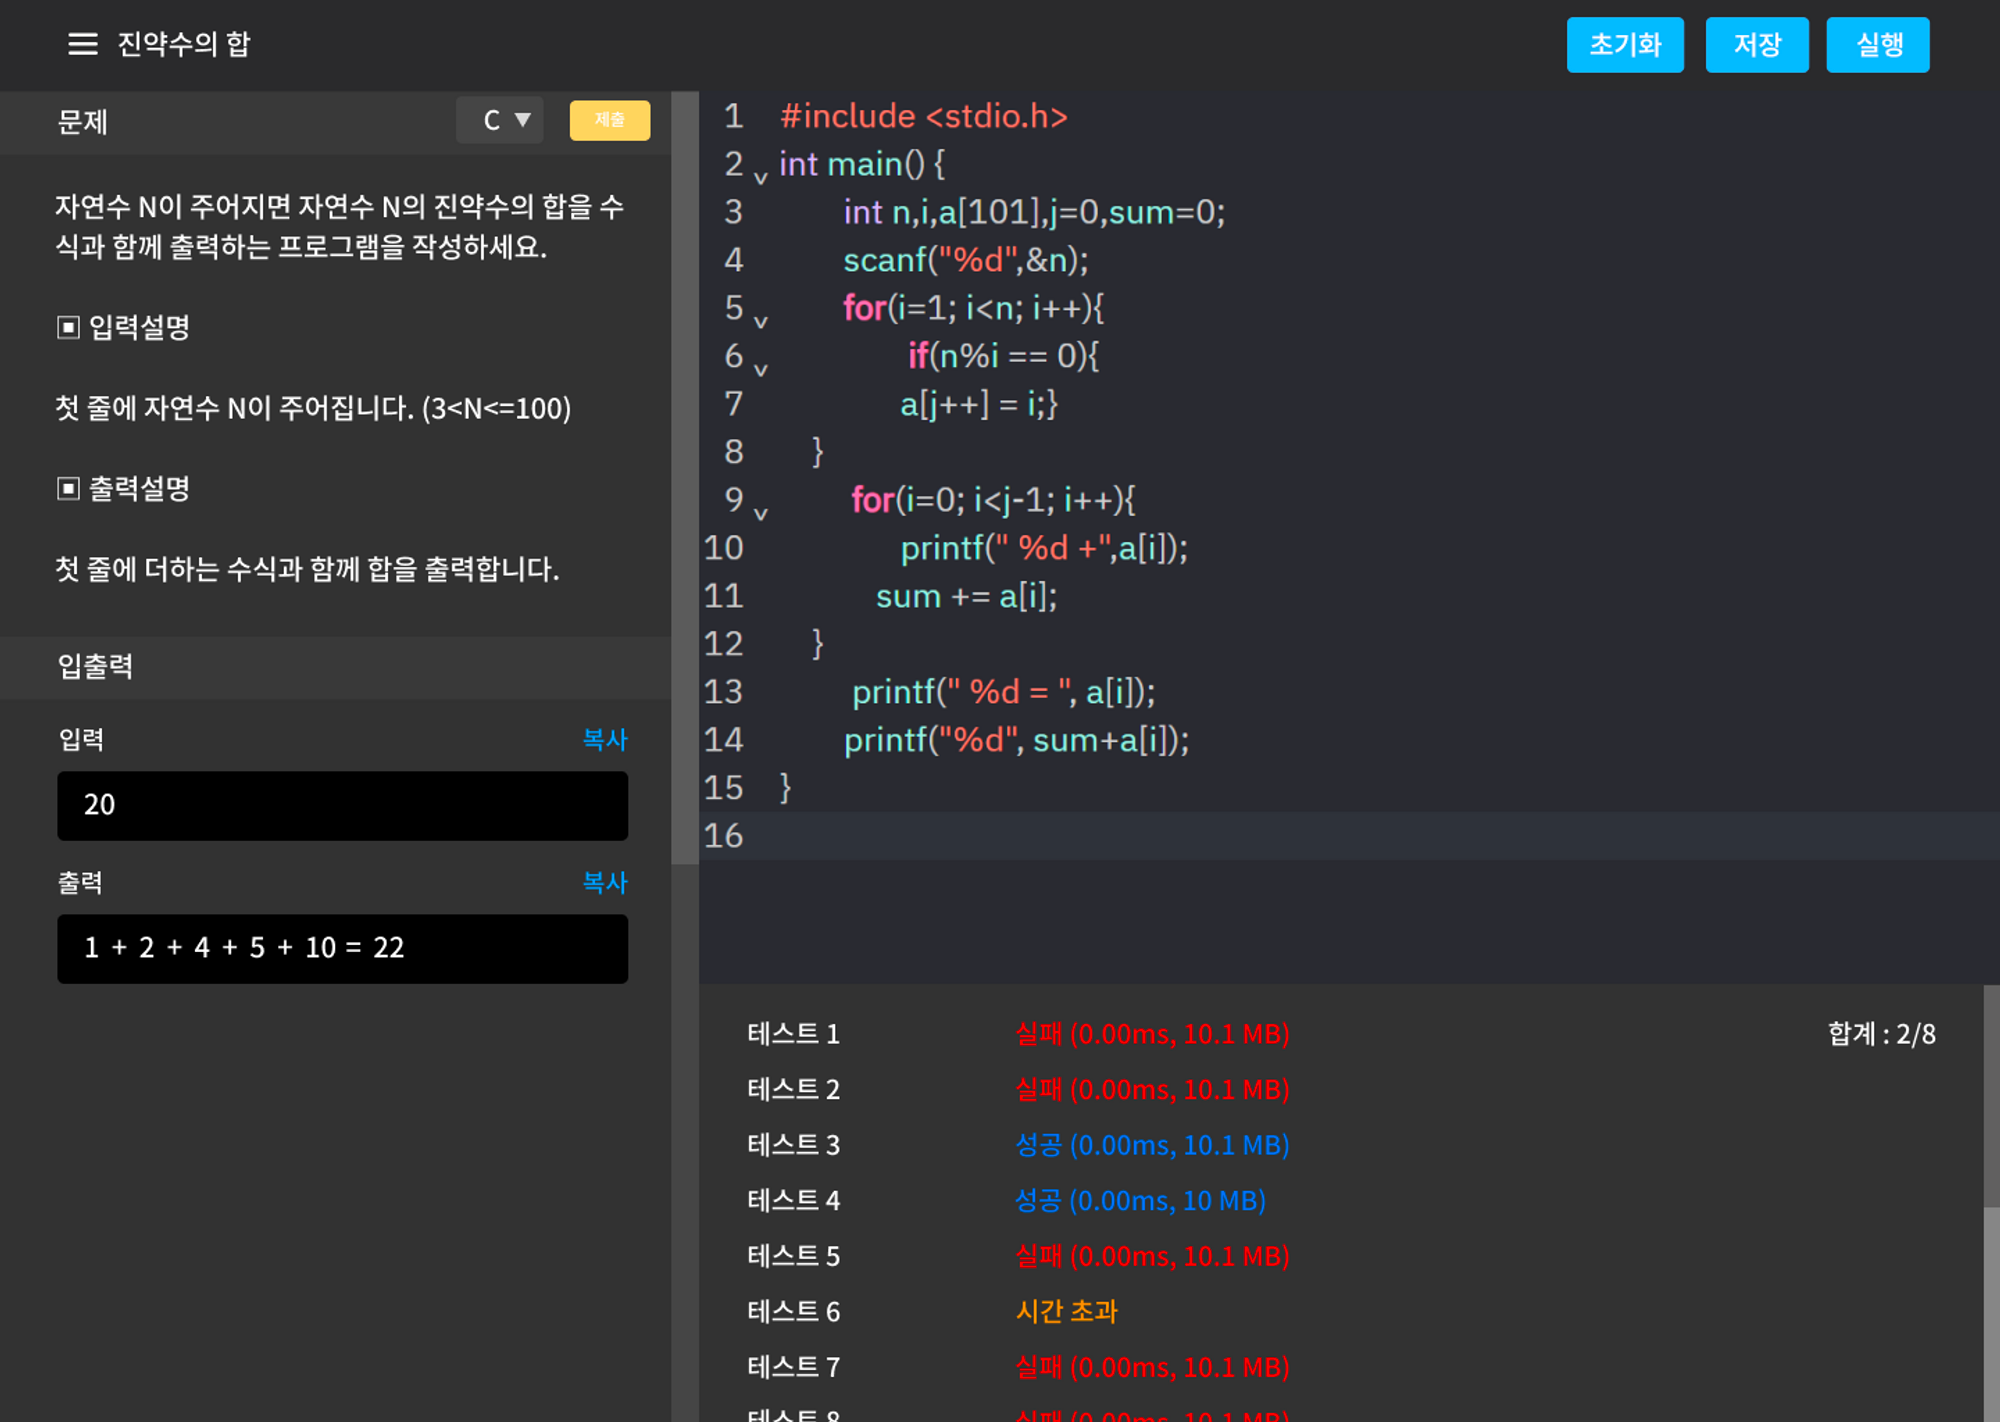 진약수의 합
초기화
저장
실행
문제
C ▼
제출
자연수 N이 주어지면 자연수 N의 진약수의 합을 수
식과 함께 출력하는 프로그램을 작성하세요.
▣ 입력설명
첫 줄에 자연수 N이 주어집니다. (3<N<=100)
▣ 출력설명
첫 줄에 더하는 수식과 함께 합을 출력합니다.
입출력
입력
복사
20
출력
복사
1 + 2 + 4 + 5 + 10 = 22
1 #include <stdio.h>
2 int main() {
3 int n,i,a[101],j=0,sum=0;
4 scanf("%d",&n);
5 for(i=1; i<n; i++){
6 if(n%i == 0){
7 a[j++] = i;}
8 }
9 for(i=0; i<j-1; i++){
10 printf(" %d +",a[i]);
11 sum += a[i];
12 }
13 printf(" %d = ", a[i]);
14 printf("%d", sum+a[i]);
15 }
16
테스트 1 실패 (0.00ms, 10.1 MB) 합계 : 2/8
테스트 2 실패 (0.00ms, 10.1 MB)
테스트 3 성공 (0.00ms, 10.1 MB)
테스트 4 성공 (0.00ms, 10 MB)
테스트 5 실패 (0.00ms, 10.1 MB)
테스트 6 시간 초과
테스트 7 실패 (0.00ms, 10.1 MB)
테스트 8 실패 (0.00ms, 10.1 MB)